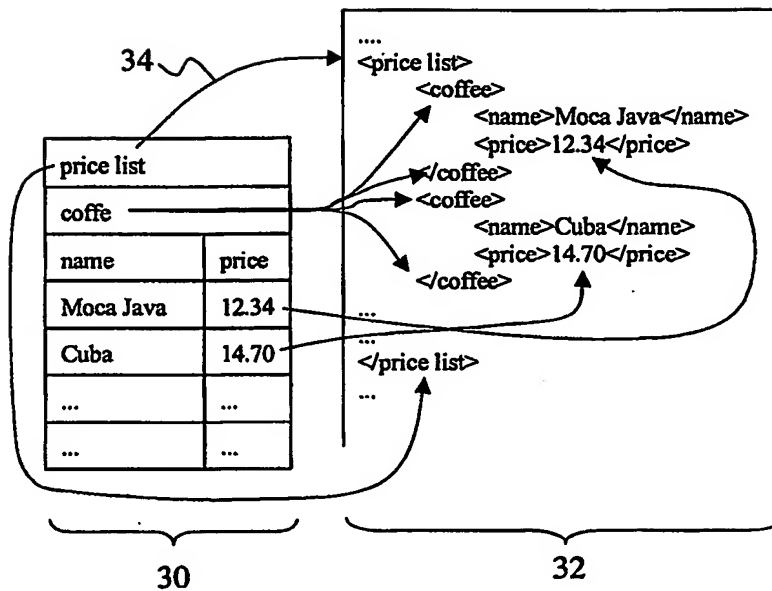 34
price list
coffe
name price
Moca Java 12.34
Cuba 14.70
... ...
... ...
30
....
<price list>
<coffee>
<name>Moca Java</name>
<price>12.34</price>
</coffee>
<coffee>
<name>Cuba</name>
<price>14.70</price>
</coffee>
...
...
</price list>
...
32